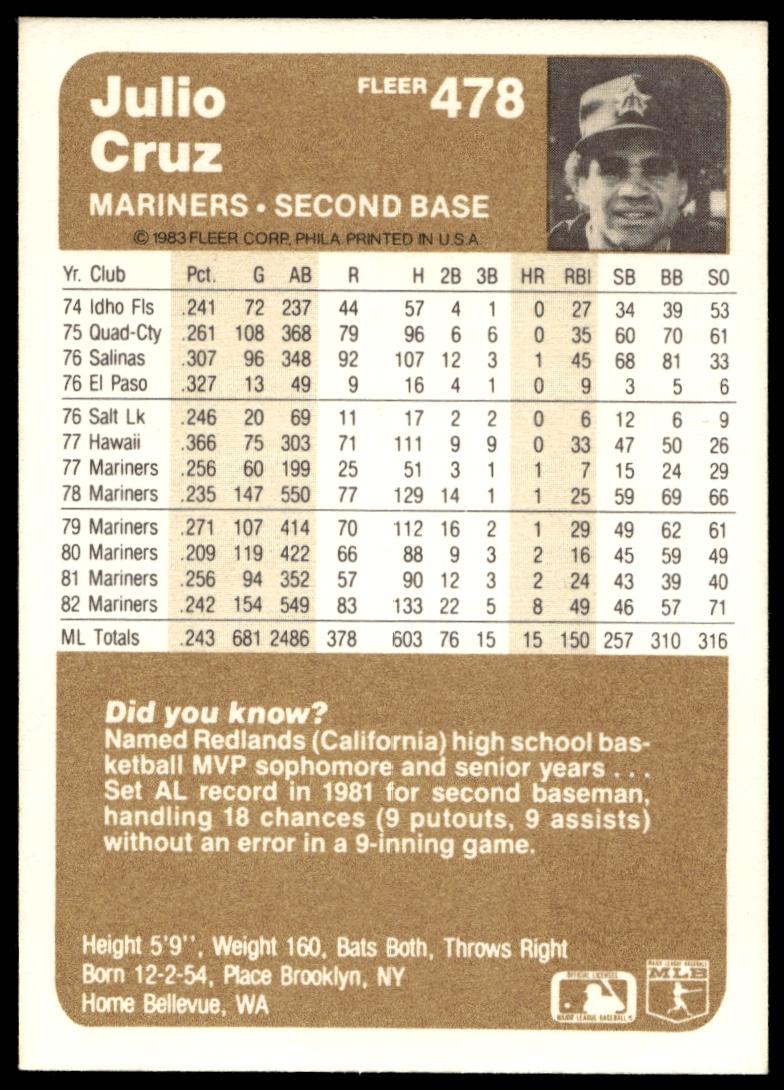 Julio
Cruz
FLEER 478
MARINERS • SECOND BASE
© 1983 FLEER CORP. PHILA PRINTED IN U.S.A
Yr. Club Pct. G AB R H 2B 3B HR RBI SB BB SO
74 Idho Fls .241 72 237 44 57 4 1 0 27 34 39 53
75 Quad-Cty .261 108 368 79 96 6 6 0 35 60 70 61
76 Salinas .307 96 348 92 107 12 3 1 45 68 81 33
76 El Paso .327 13 49 9 16 4 1 0 9 3 5 6
76 Salt Lk .246 20 69 11 17 2 2 0 6 12 6 9
77 Hawaii .366 75 303 71 111 9 9 0 33 47 50 26
77 Mariners .256 60 199 25 51 3 1 1 7 15 24 29
78 Mariners .235 147 550 77 129 14 1 1 25 59 69 66
79 Mariners .271 107 414 70 112 16 2 1 29 49 62 61
80 Mariners .209 119 422 66 88 9 3 2 16 45 59 49
81 Mariners .256 94 352 57 90 12 3 2 24 43 39 40
82 Mariners .242 154 549 83 133 22 5 8 49 46 57 71
ML Totals .243 681 2486 378 603 76 15 15 150 257 310 316
Did you know?
Named Redlands (California) high school bas-
ketball MVP sophomore and senior years . . .
Set AL record in 1981 for second baseman,
handling 18 chances (9 putouts, 9 assists)
without an error in a 9-inning game.
Height 5'9'', Weight 160, Bats Both, Throws Right
Born 12-2-54, Place Brooklyn, NY
Home Bellevue, WA
OFFICIAL LICENSEE
MAJOR LEAGUE BASEBALL
MAJOR LEAGUE BASEBALL
MLB